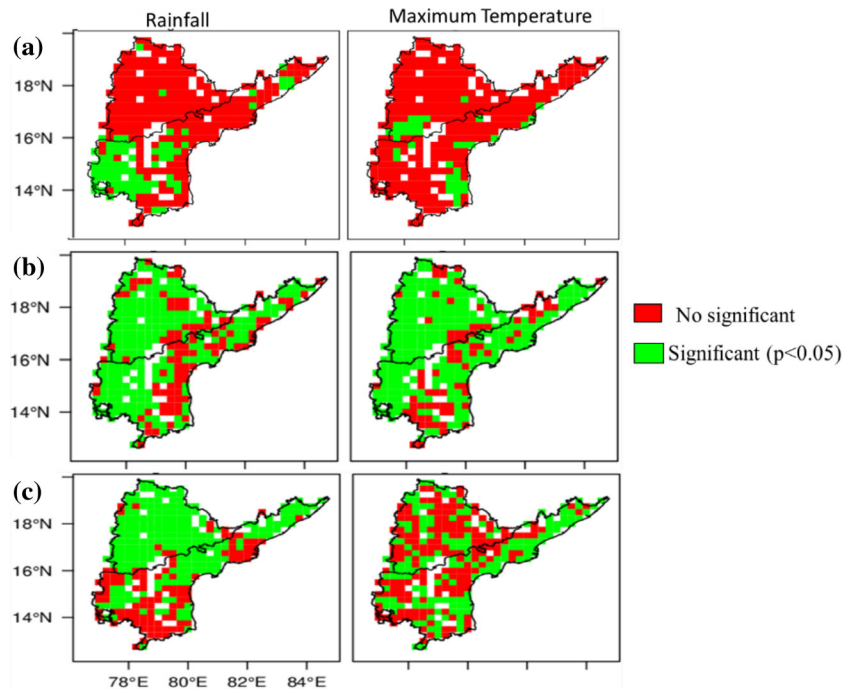 Rainfall Maximum Temperature
(a)
18°N
16°N
14°N
(b)
18°N
16°N
14°N
No significant
Significant (p<0.05)
(c)
18°N
16°N
14°N
78°E 80°E 82°E 84°E